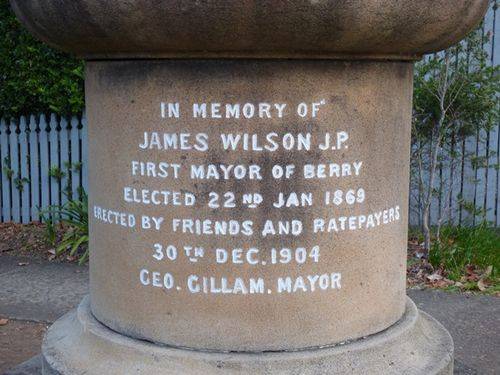 IN MEMORY OF
JAMES WILSON J.P.
FIRST MAYOR OF BERRY
ELECTED 22ND JAN 1869
ERECTED BY FRIENDS AND RATEPAYERS
30TH DEC. 1904
GEO. GILLAM. MAYOR